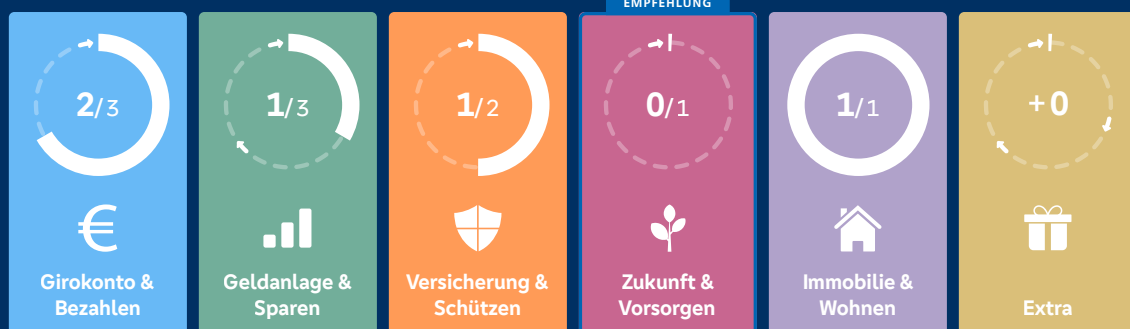 EMPFEHLUNG
2/3
1/3
1/2
0/1
1/1
+0
€
Girokonto &
Bezahlen
Geldanlage &
Sparen
Versicherung &
Schützen
Zukunft &
Vorsorgen
Immobilie &
Wohnen
Extra